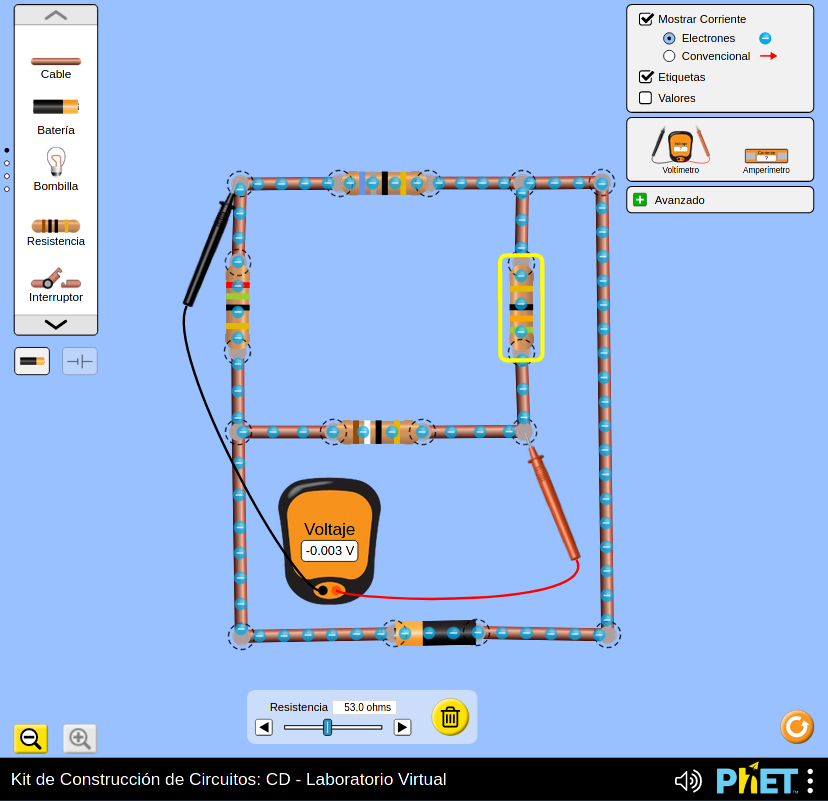 Cable
Batería
Bombilla
Resistencia
Interruptor
Mostrar Corriente
Electrones
Convencional
Etiquetas
Valores
Voltímetro
Amperímetro
Avanzado
Voltaje
-0.003 V
Resistencia 53.0 ohms
Kit de Construcción de Circuitos: CD - Laboratorio Virtual
PhET